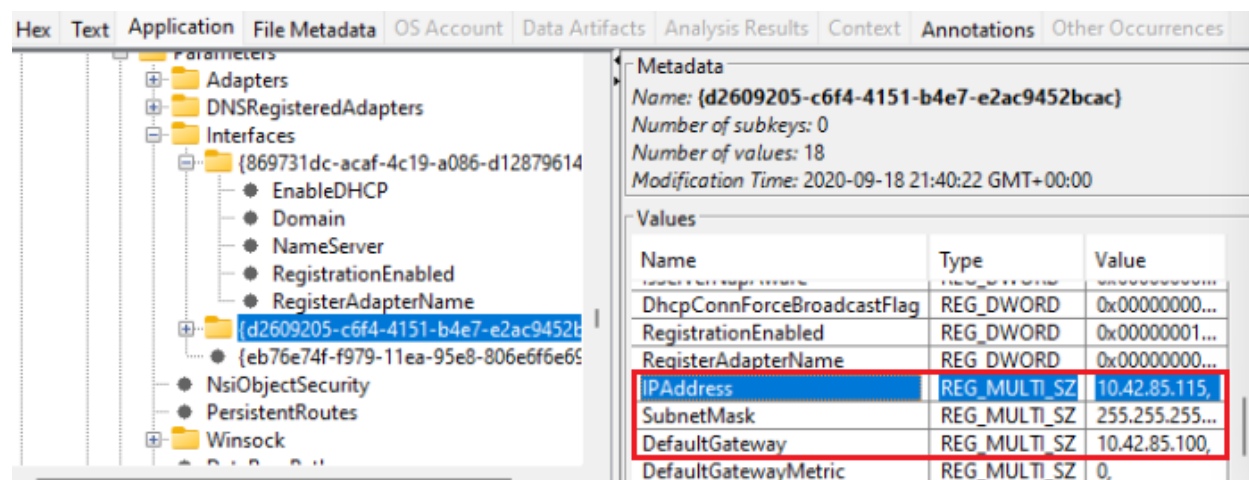 Hex Text Application File Metadata OS Account Data Artifacts Analysis Results Context Annotations Other Occurrences
Parameters
Adapters
DNSRegisteredAdapters
Interfaces
{869731dc-acaf-4c19-a086-d12879614
EnableDHCP
Domain
NameServer
RegistrationEnabled
RegisterAdapterName
{d2609205-c6f4-4151-b4e7-e2ac9452b
{eb76e74f-f979-11ea-95e8-806e6f6e69
NsiObjectSecurity
PersistentRoutes
Winsock
Metadata
Name: {d2609205-c6f4-4151-b4e7-e2ac9452bcac}
Number of subkeys: 0
Number of values: 18
Modification Time: 2020-09-18 21:40:22 GMT+00:00
Values
Name Type Value
DhcpConnForceBroadcastFlag REG_DWORD 0x00000000...
RegistrationEnabled REG_DWORD 0x00000001...
RegisterAdapterName REG_DWORD 0x00000000...
IPAddress REG_MULTI_SZ 10.42.85.115,
SubnetMask REG_MULTI_SZ 255.255.255...
DefaultGateway REG_MULTI_SZ 10.42.85.100,
DefaultGatewayMetric REG_MULTI_SZ 0,